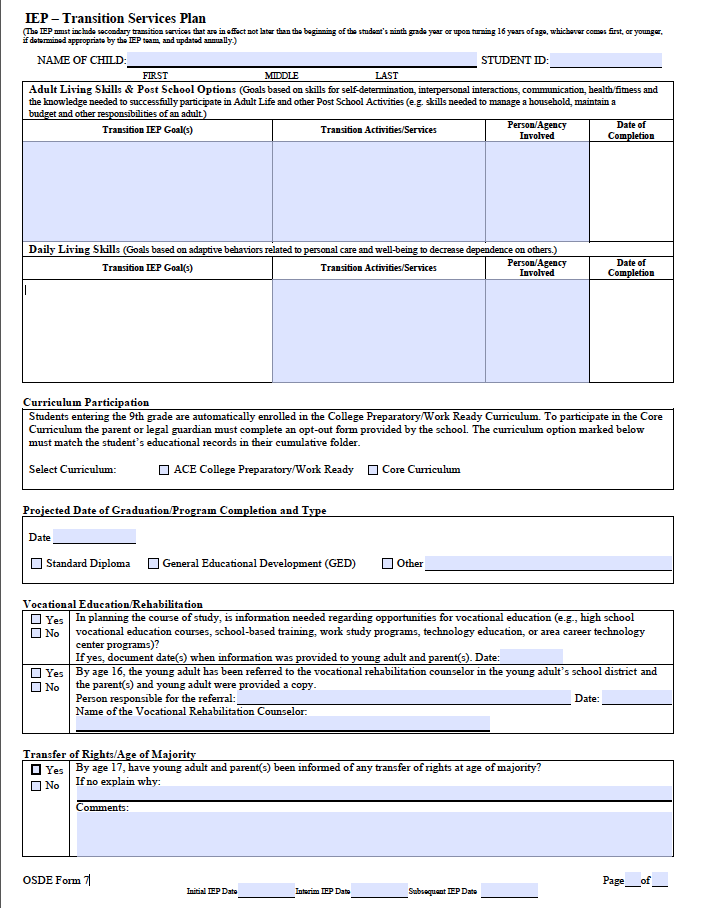 IEP – Transition Services Plan
(The IEP must include secondary transition services that are in effect not later than the beginning of the student's ninth grade year or upon turning 16 years of age, whichever comes first, or younger,
if determined appropriate by the IEP team, and updated annually.)
NAME OF CHILD: STUDENT ID:
FIRST MIDDLE LAST
Adult Living Skills & Post School Options (Goals based on skills for self-determination, interpersonal interactions, communication, health/fitness and
the knowledge needed to successfully participate in Adult Life and other Post School Activities (e.g. skills needed to manage a household, maintain a
budget and other responsibilities of an adult.)
Transition IEP Goal(s) Transition Activities/Services Person/Agency Involved Date of Completion
Daily Living Skills (Goals based on adaptive behaviors related to personal care and well-being to decrease dependence on others.)
Transition IEP Goal(s) Transition Activities/Services Person/Agency Involved Date of Completion
Curriculum Participation
Students entering the 9th grade are automatically enrolled in the College Preparatory/Work Ready Curriculum. To participate in the Core
Curriculum the parent or legal guardian must complete an opt-out form provided by the school. The curriculum option marked below
must match the student's educational records in their cumulative folder.
Select Curriculum: ACE College Preparatory/Work Ready Core Curriculum
Projected Date of Graduation/Program Completion and Type
Date
Standard Diploma General Educational Development (GED) Other
Vocational Education/Rehabilitation
Yes In planning the course of study, is information needed regarding opportunities for vocational education (e.g., high school
No vocational education courses, school-based training, work study programs, technology education, or area career technology
center programs)?
If yes, document date(s) when information was provided to young adult and parent(s). Date:
Yes By age 16, the young adult has been referred to the vocational rehabilitation counselor in the young adult's school district and
No the parent(s) and young adult were provided a copy.
Person responsible for the referral: Date:
Name of the Vocational Rehabilitation Counselor:
Transfer of Rights/Age of Majority
Yes By age 17, have young adult and parent(s) been informed of any transfer of rights at age of majority?
No If no explain why:
Comments:
OSDE Form 7 Page of
Initial IEP Date Interim IEP Date Subsequent IEP Date